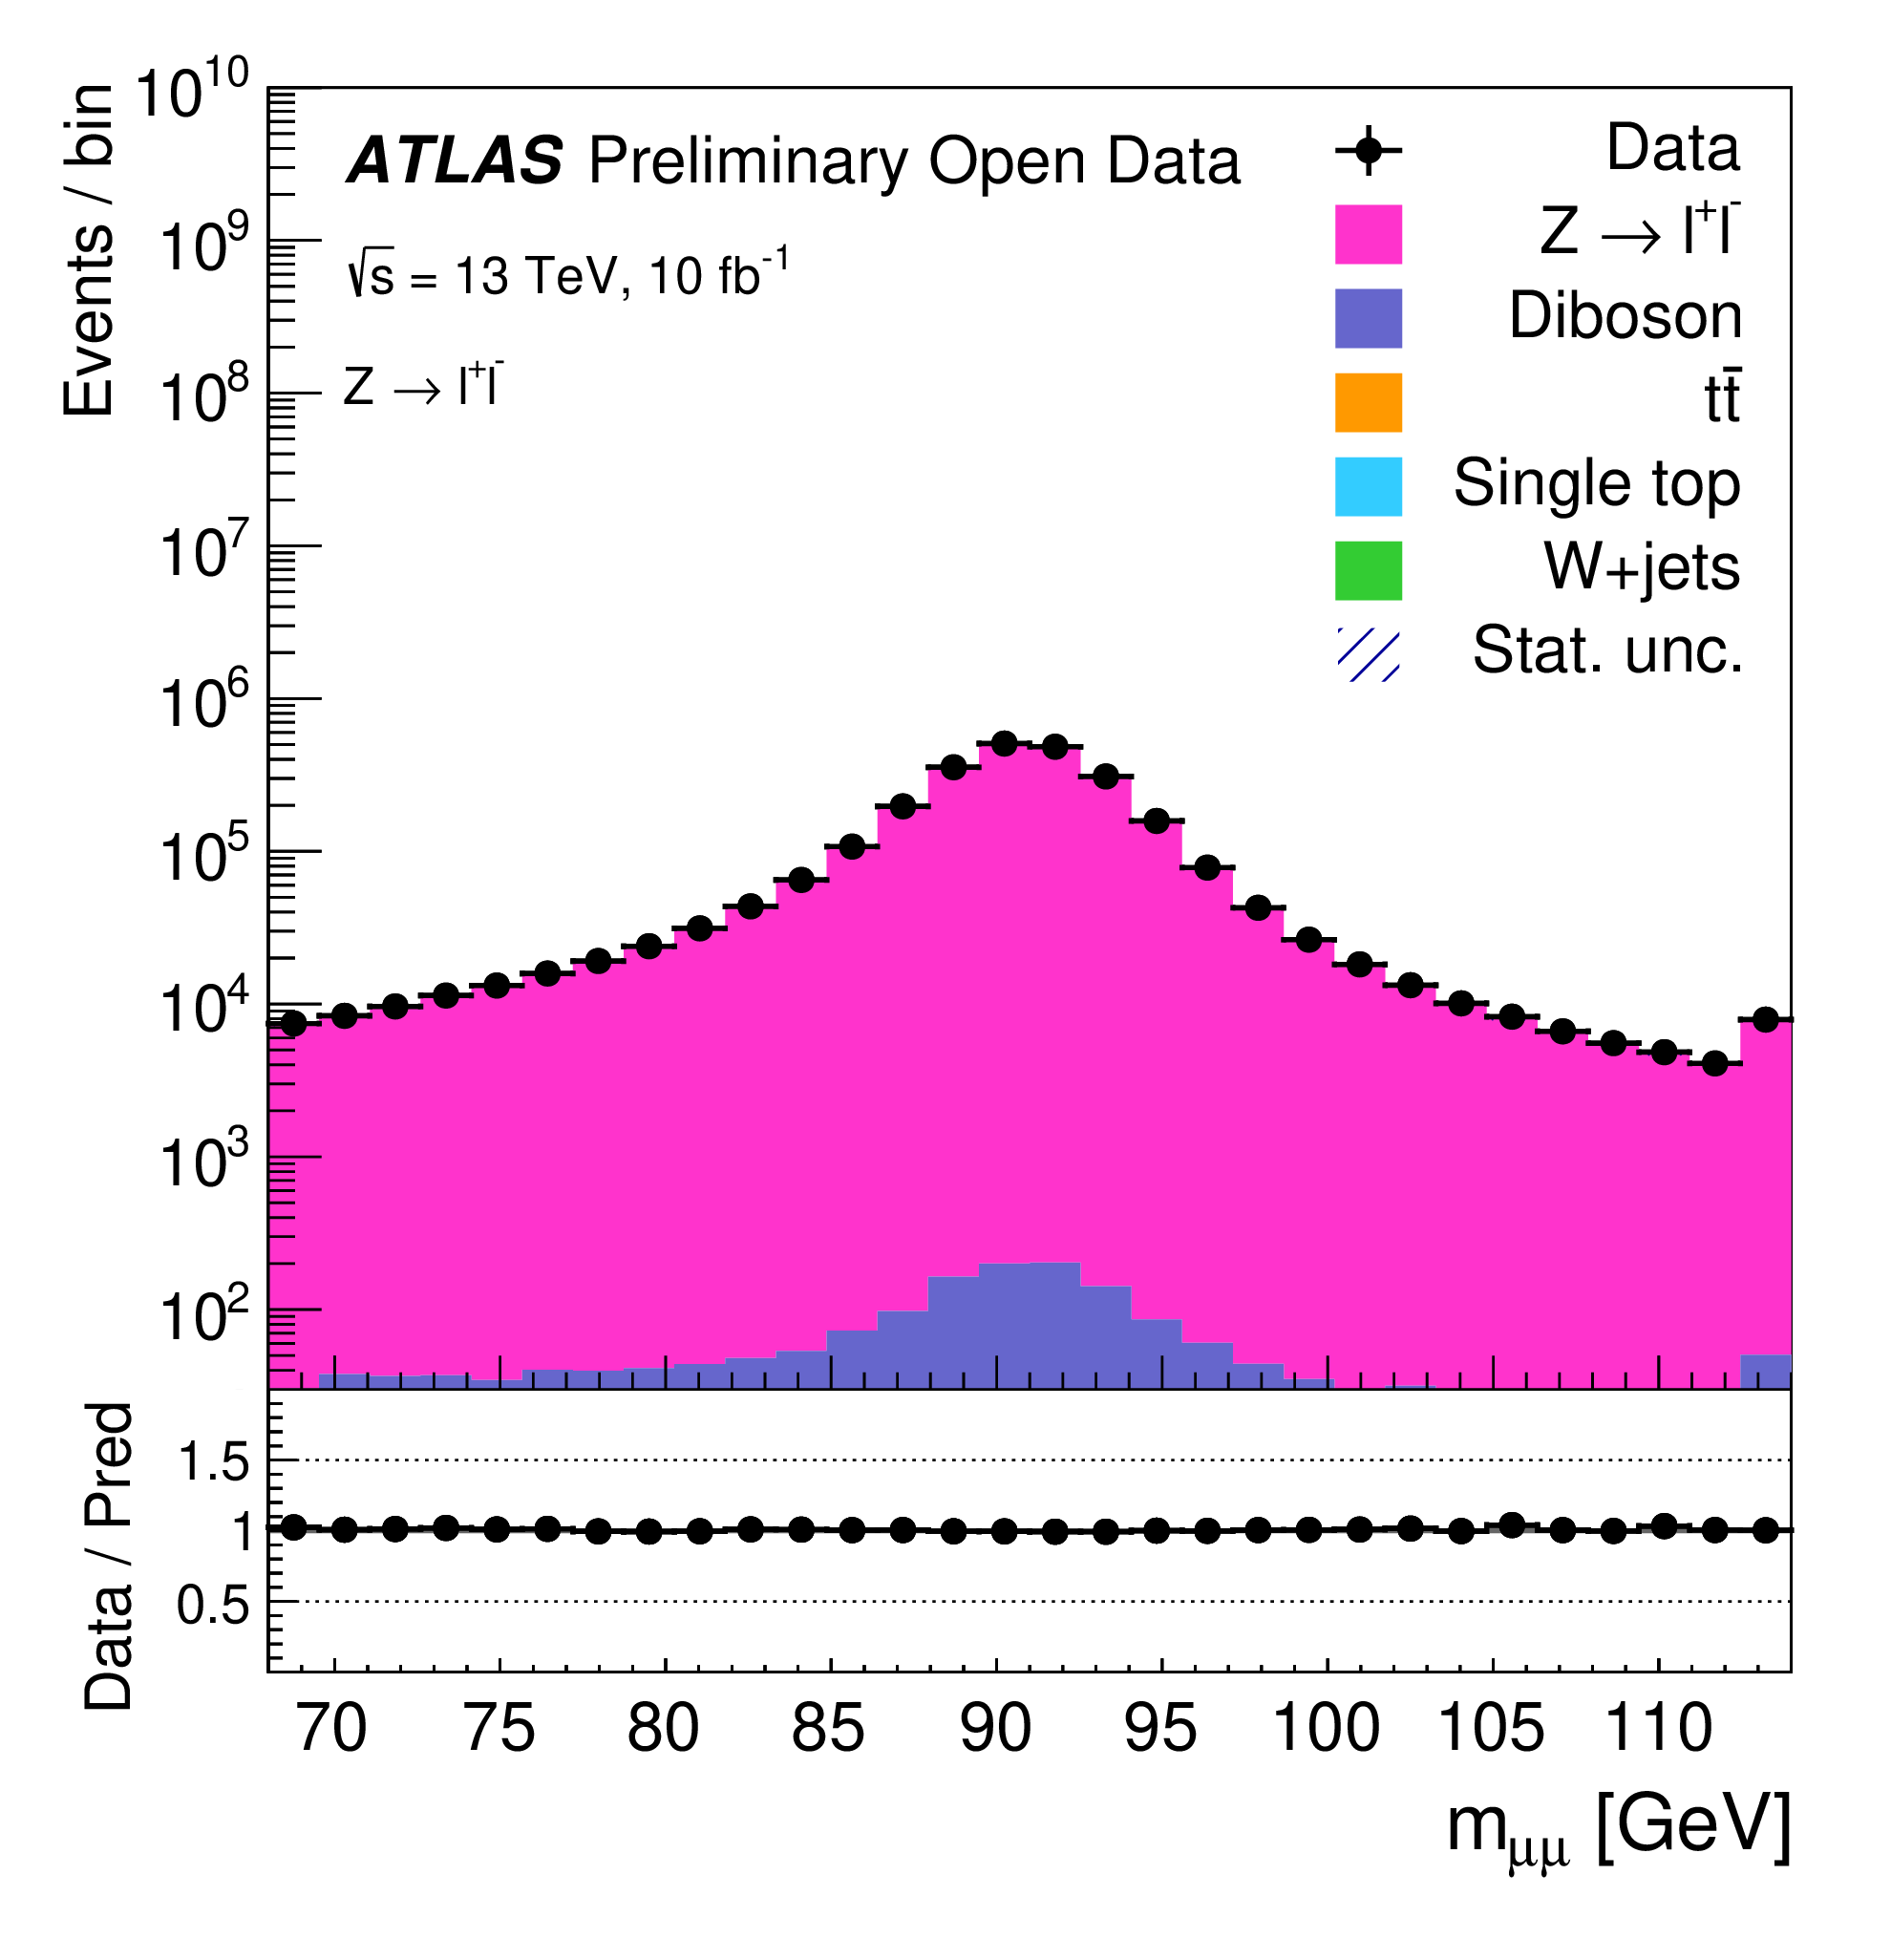 Events / bin
10^10
10^9
10^8
10^7
10^6
10^5
10^4
10^3
10^2
ATLAS Preliminary Open Data
√s = 13 TeV, 10 fb^-1
Z → l^+l^-
Data
Z → l^+l^-
Diboson
tt̄
Single top
W+jets
Stat. unc.
Data / Pred
1.5
1
0.5
70 75 80 85 90 95 100 105 110
m_μμ [GeV]